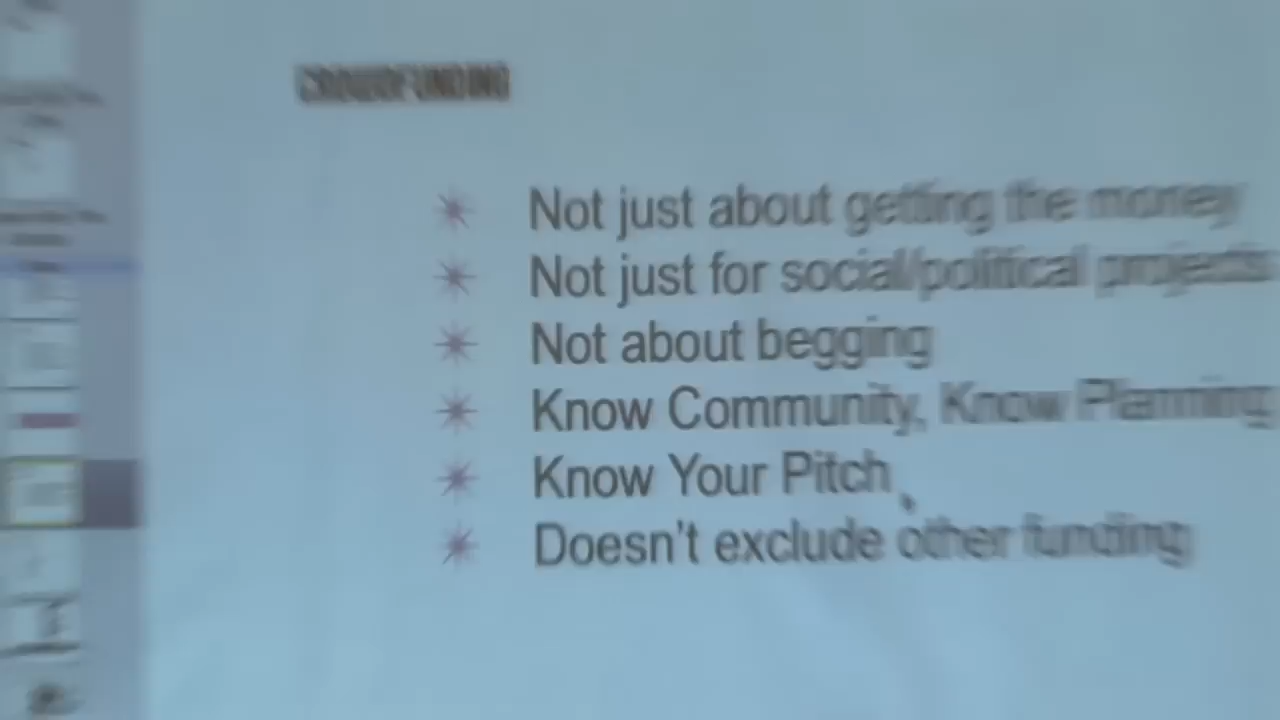 CROWDFUNDING
Not just about getting the money
Not just for social/political projects
Not about begging
Know Community, Know Planning
Know Your Pitch
Doesn't exclude other funding